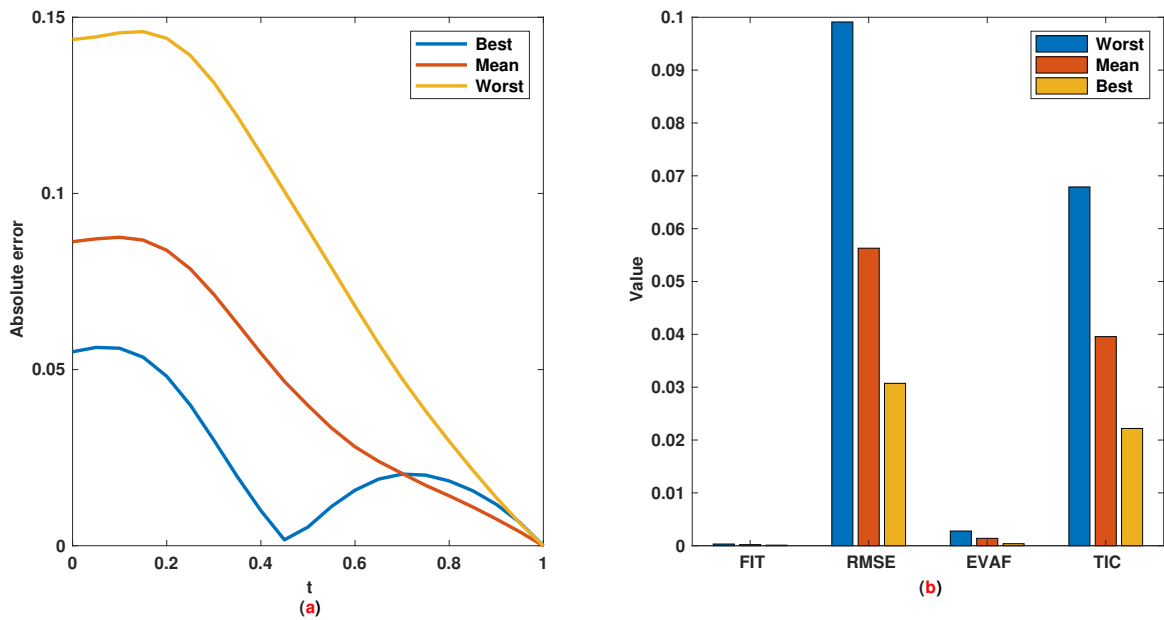 0.15
0.1
0.05
0
Absolute error
0
0.2
0.4
0.6
0.8
1
t
(a)
Best
Mean
Worst
0.1
0.09
0.08
0.07
0.06
0.05
0.04
0.03
0.02
0.01
0
Value
FIT
RMSE
EVAF
TIC
(b)
Worst
Mean
Best